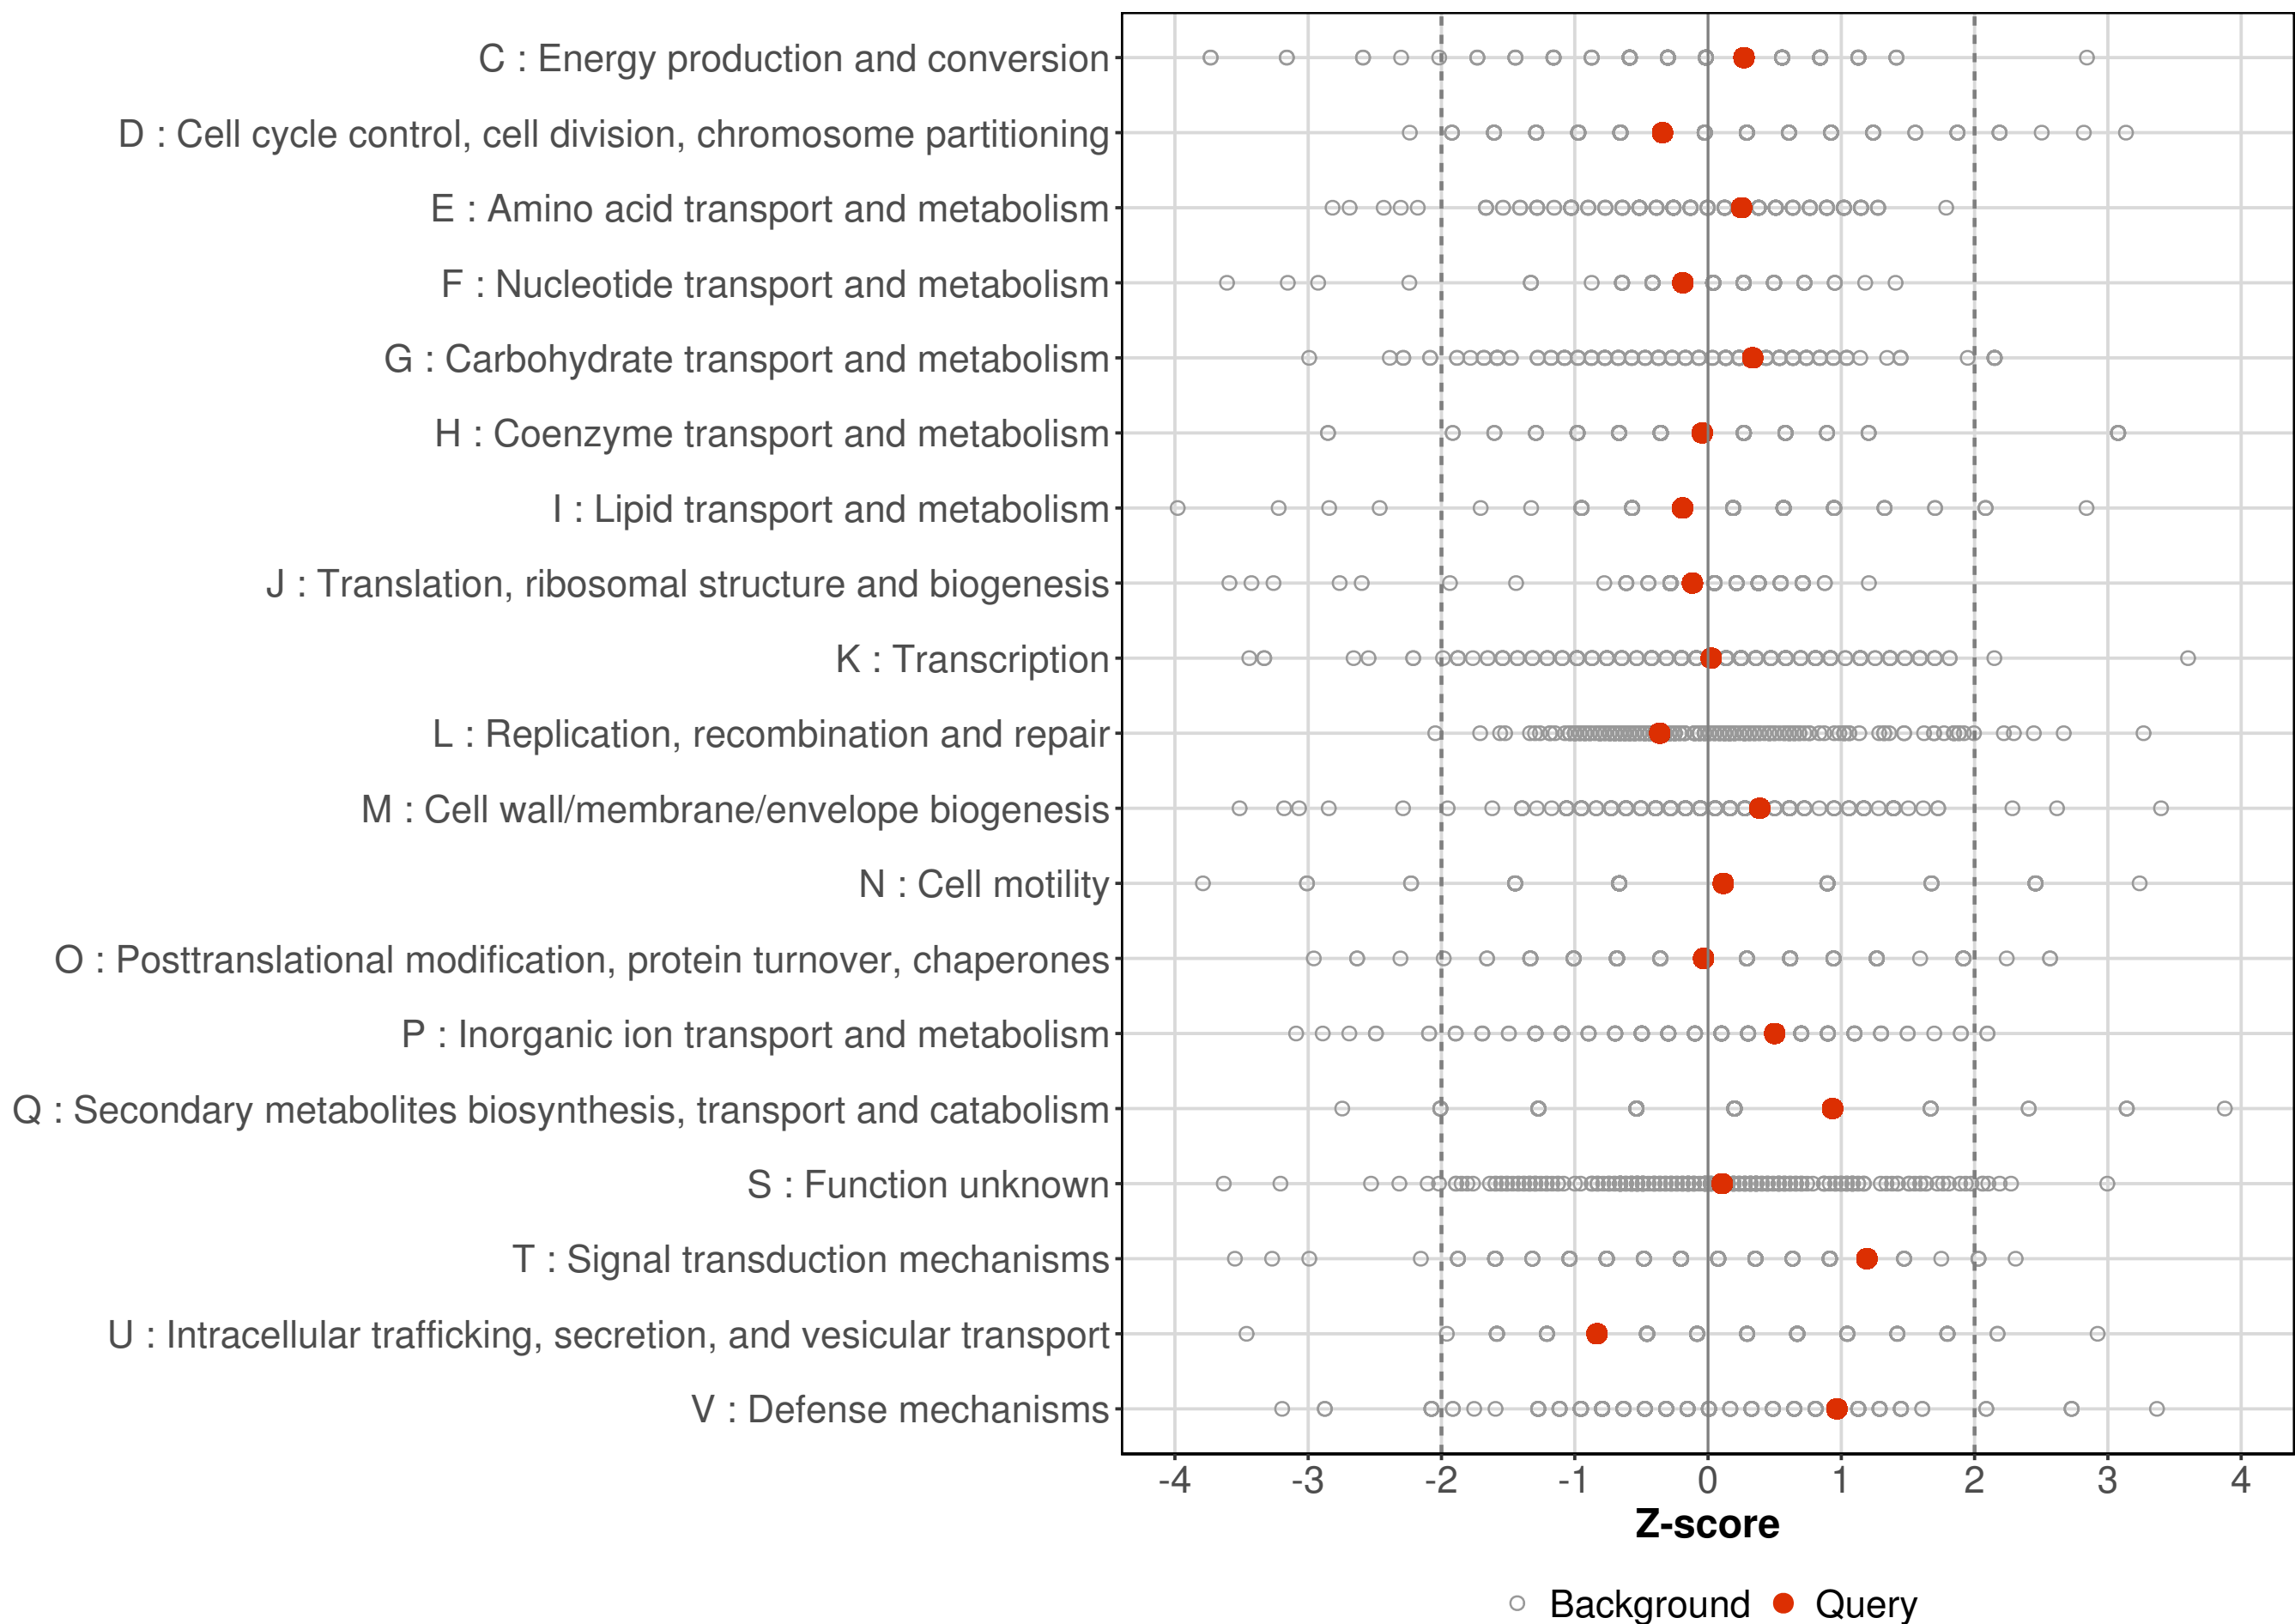 C : Energy production and conversion
D : Cell cycle control, cell division, chromosome partitioning
E : Amino acid transport and metabolism
F : Nucleotide transport and metabolism
G : Carbohydrate transport and metabolism
H : Coenzyme transport and metabolism
I : Lipid transport and metabolism
J : Translation, ribosomal structure and biogenesis
K : Transcription
L : Replication, recombination and repair
M : Cell wall/membrane/envelope biogenesis
N : Cell motility
O : Posttranslational modification, protein turnover, chaperones
P : Inorganic ion transport and metabolism
Q : Secondary metabolites biosynthesis, transport and catabolism
S : Function unknown
T : Signal transduction mechanisms
U : Intracellular trafficking, secretion, and vesicular transport
V : Defense mechanisms
-4 -3 -2 -1 0 1 2 3 4
Z-score
Background Query